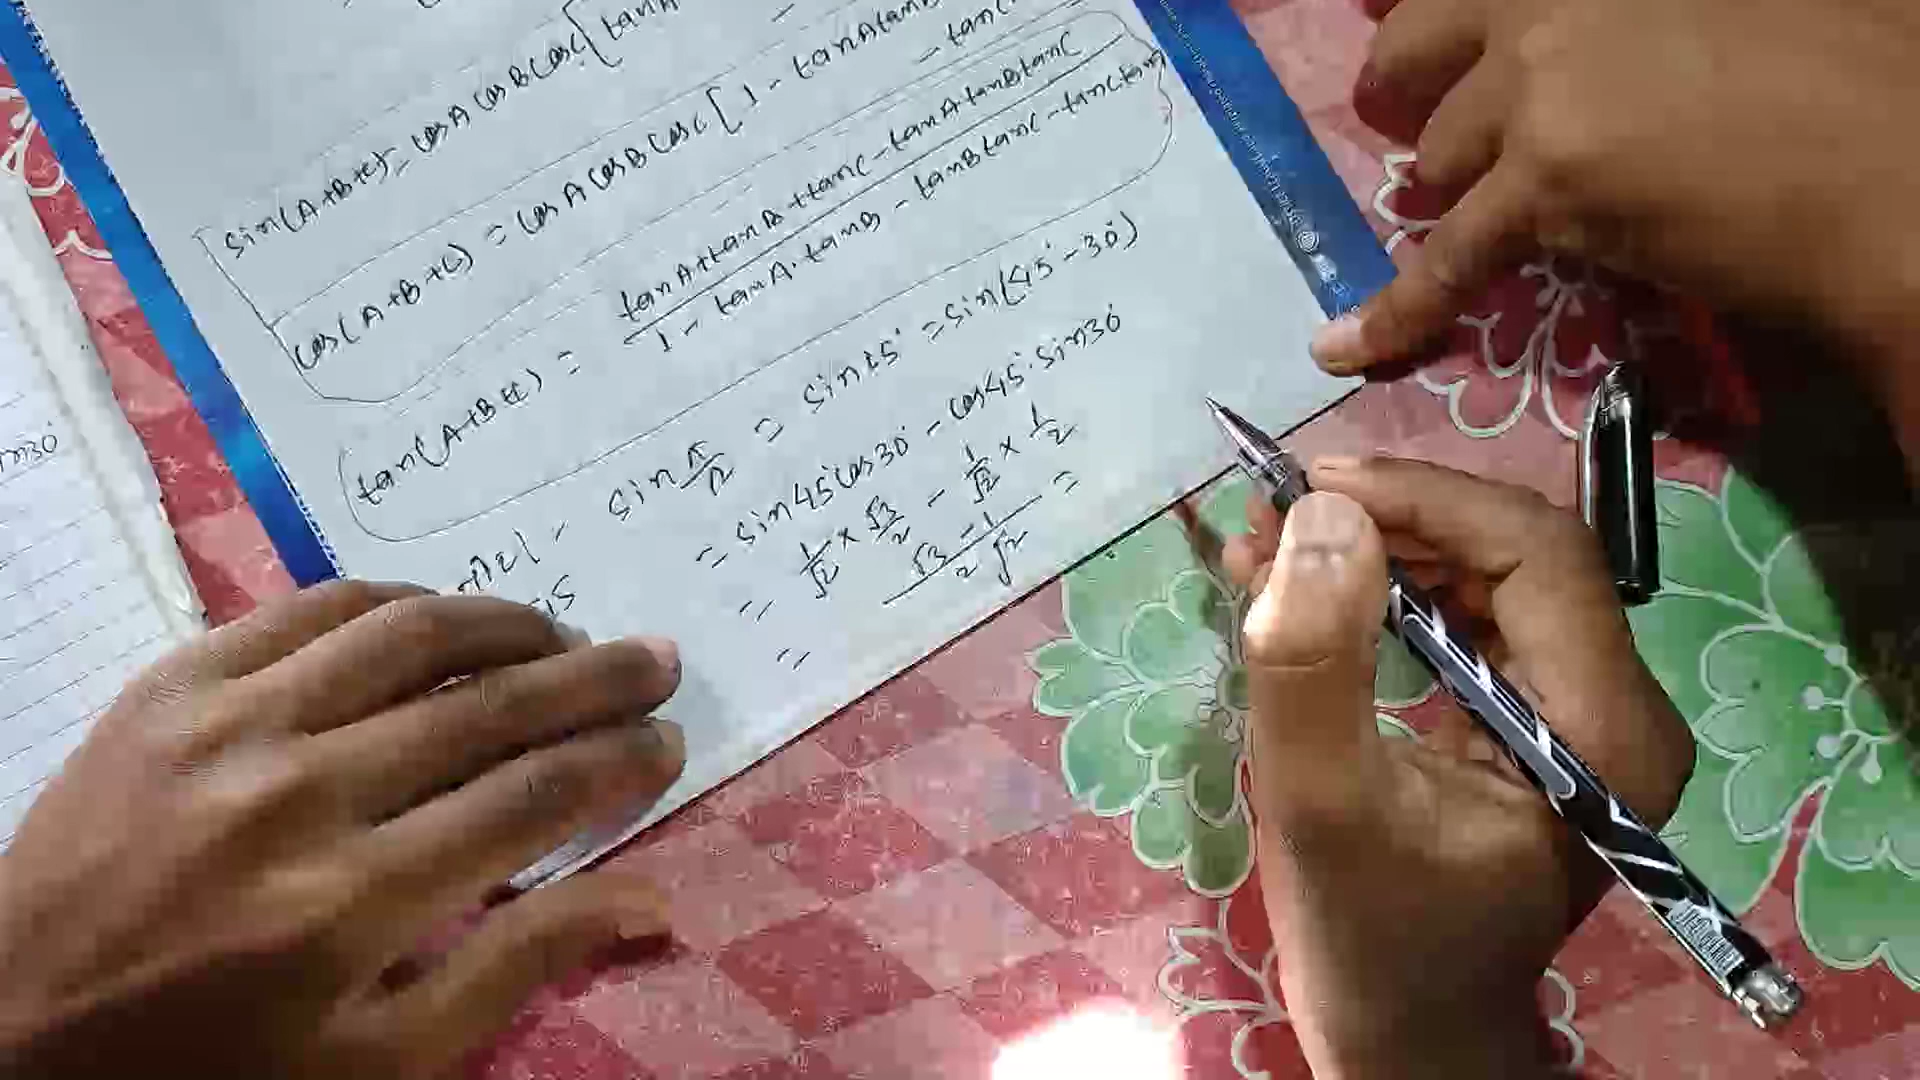 sin(A+B+C) = cosA cosB cosC [tanA
cos(A+B+C) = cosA cosB cosC [1 - tanA tanB
- tanC
tan(A+B+C) = tanA+tanB+tanC-tanA tanB tanC / 1-tanA.tanB-tanB tanC-tanC.tanA
sin π/12 = sin 15° = sin(45°-30°)
= sin45°cos30° - cos45°.sin30°
= 1/√2 × √3/2 - 1/√2 × 1/2
= √3-1 / 2√2 =